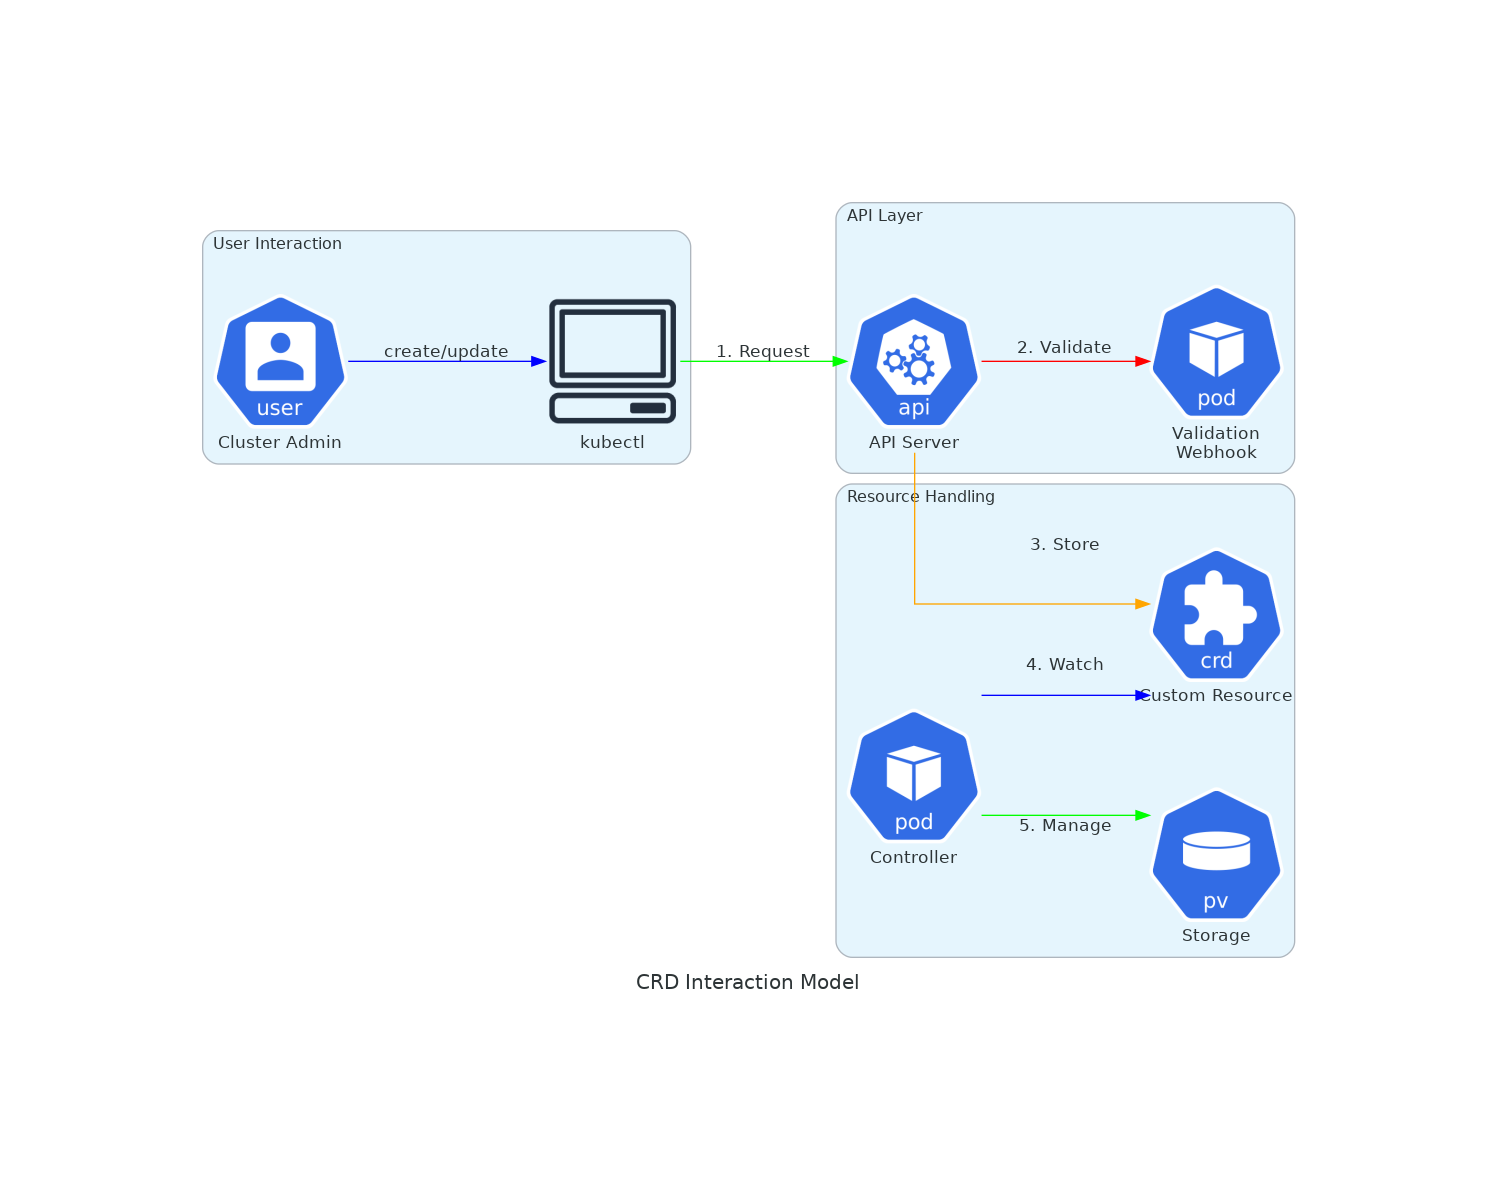 User Interaction
user
Cluster Admin
create/update
kubectl
1. Request
API Layer
api
API Server
2. Validate
pod
Validation
Webhook
Resource Handling
3. Store
crd
Custom Resource
4. Watch
pod
Controller
5. Manage
pv
Storage
CRD Interaction Model